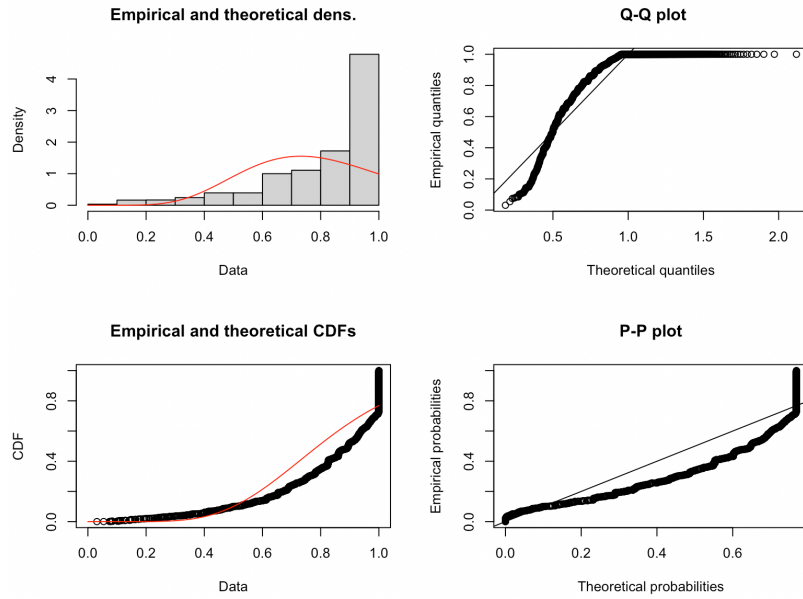 Empirical and theoretical dens.
Density
0 1 2 3 4
0.0 0.2 0.4 0.6 0.8 1.0
Data
Q-Q plot
Empirical quantiles
0.0 0.2 0.4 0.6 0.8 1.0
0.5 1.0 1.5 2.0
Theoretical quantiles
Empirical and theoretical CDFs
CDF
0.0 0.4 0.8
0.0 0.2 0.4 0.6 0.8 1.0
Data
P-P plot
Empirical probabilities
0.0 0.4 0.8
0.0 0.2 0.4 0.6
Theoretical probabilities